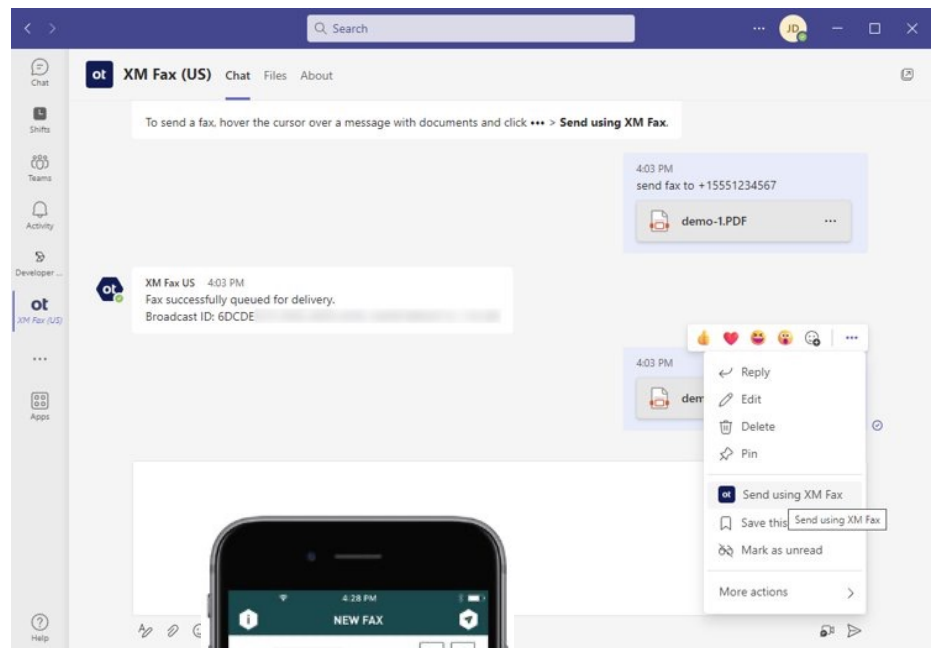 Search
JD
Chat
Shifts
Teams
Activity
Developer ...
ot
XM Fax (US)
...
Apps
Help
ot XM Fax (US) Chat Files About
To send a fax, hover the cursor over a message with documents and click ••• > Send using XM Fax.
4:03 PM
send fax to +15551234567
demo-1.PDF ...
ot
XM Fax US 4:03 PM
Fax successfully queued for delivery.
Broadcast ID: 6DCDE
4:03 PM
dem
Reply
Edit
Delete
Pin
ot Send using XM Fax
Save this
Send using XM Fax
Mark as unread
More actions
4:28 PM
NEW FAX